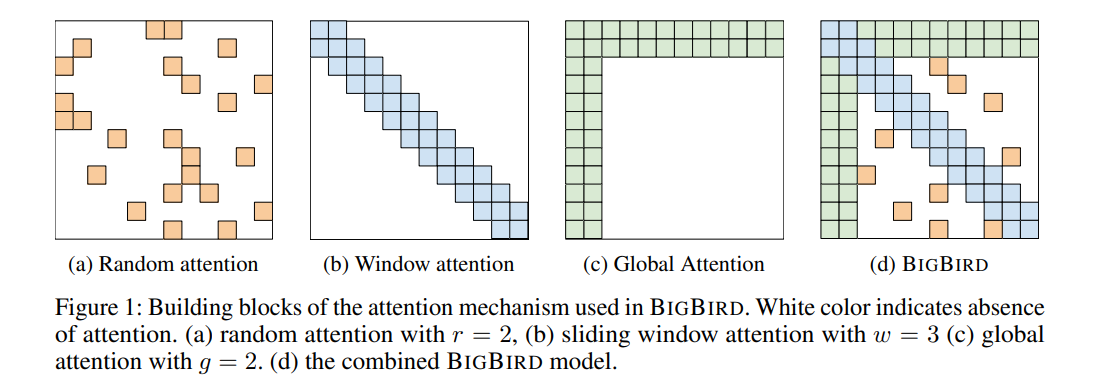 (a) Random attention
(b) Window attention
(c) Global Attention
(d) BIGBIRD
Figure 1: Building blocks of the attention mechanism used in BIGBIRD. White color indicates absence
of attention. (a) random attention with r = 2, (b) sliding window attention with w = 3 (c) global
attention with g = 2. (d) the combined BIGBIRD model.